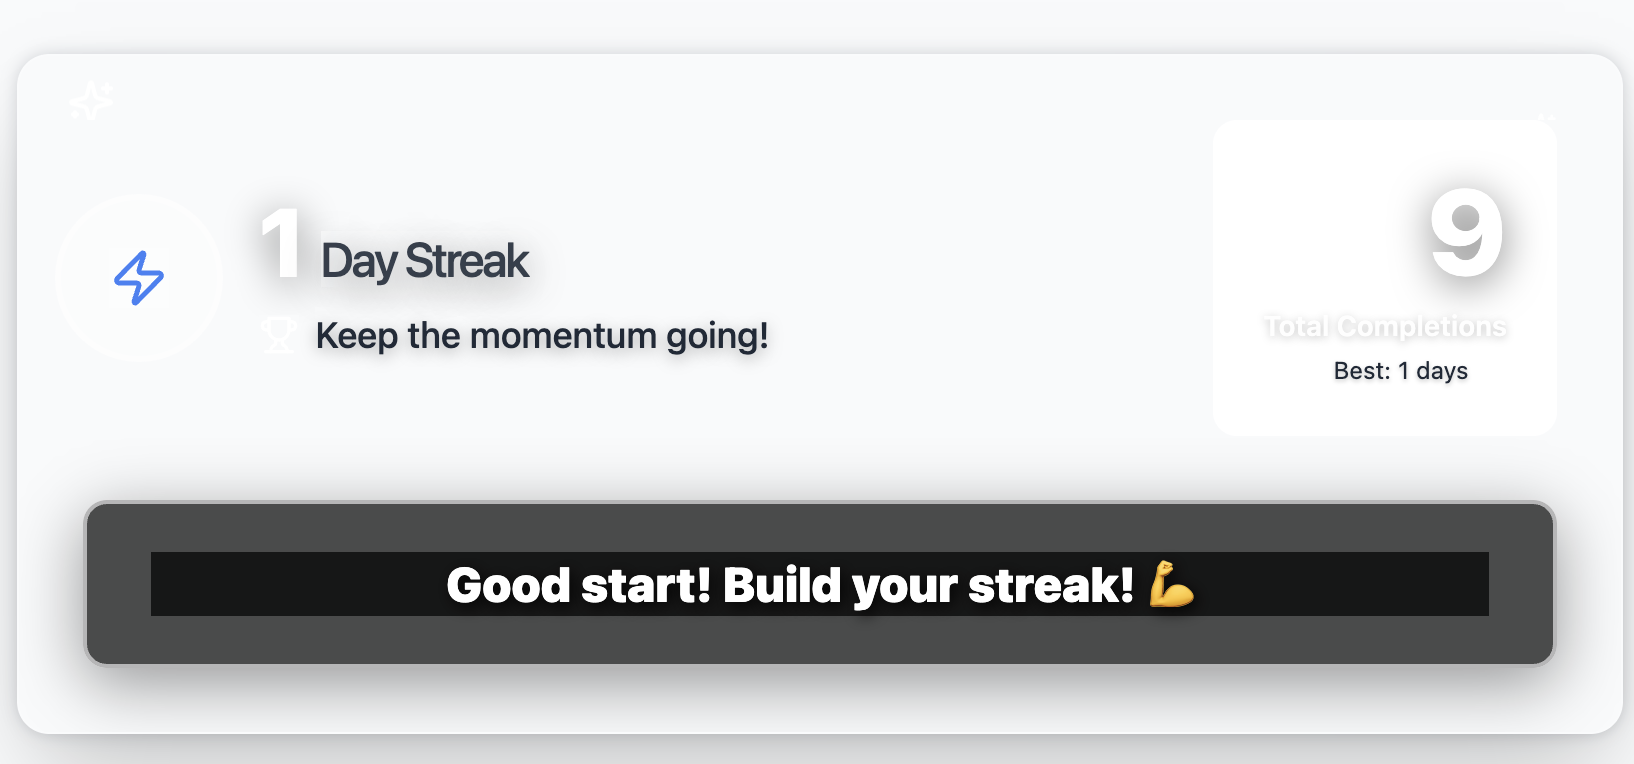 1 Day Streak
Keep the momentum going!
9
Total Completions
Best: 1 days
Good start! Build your streak! 💪